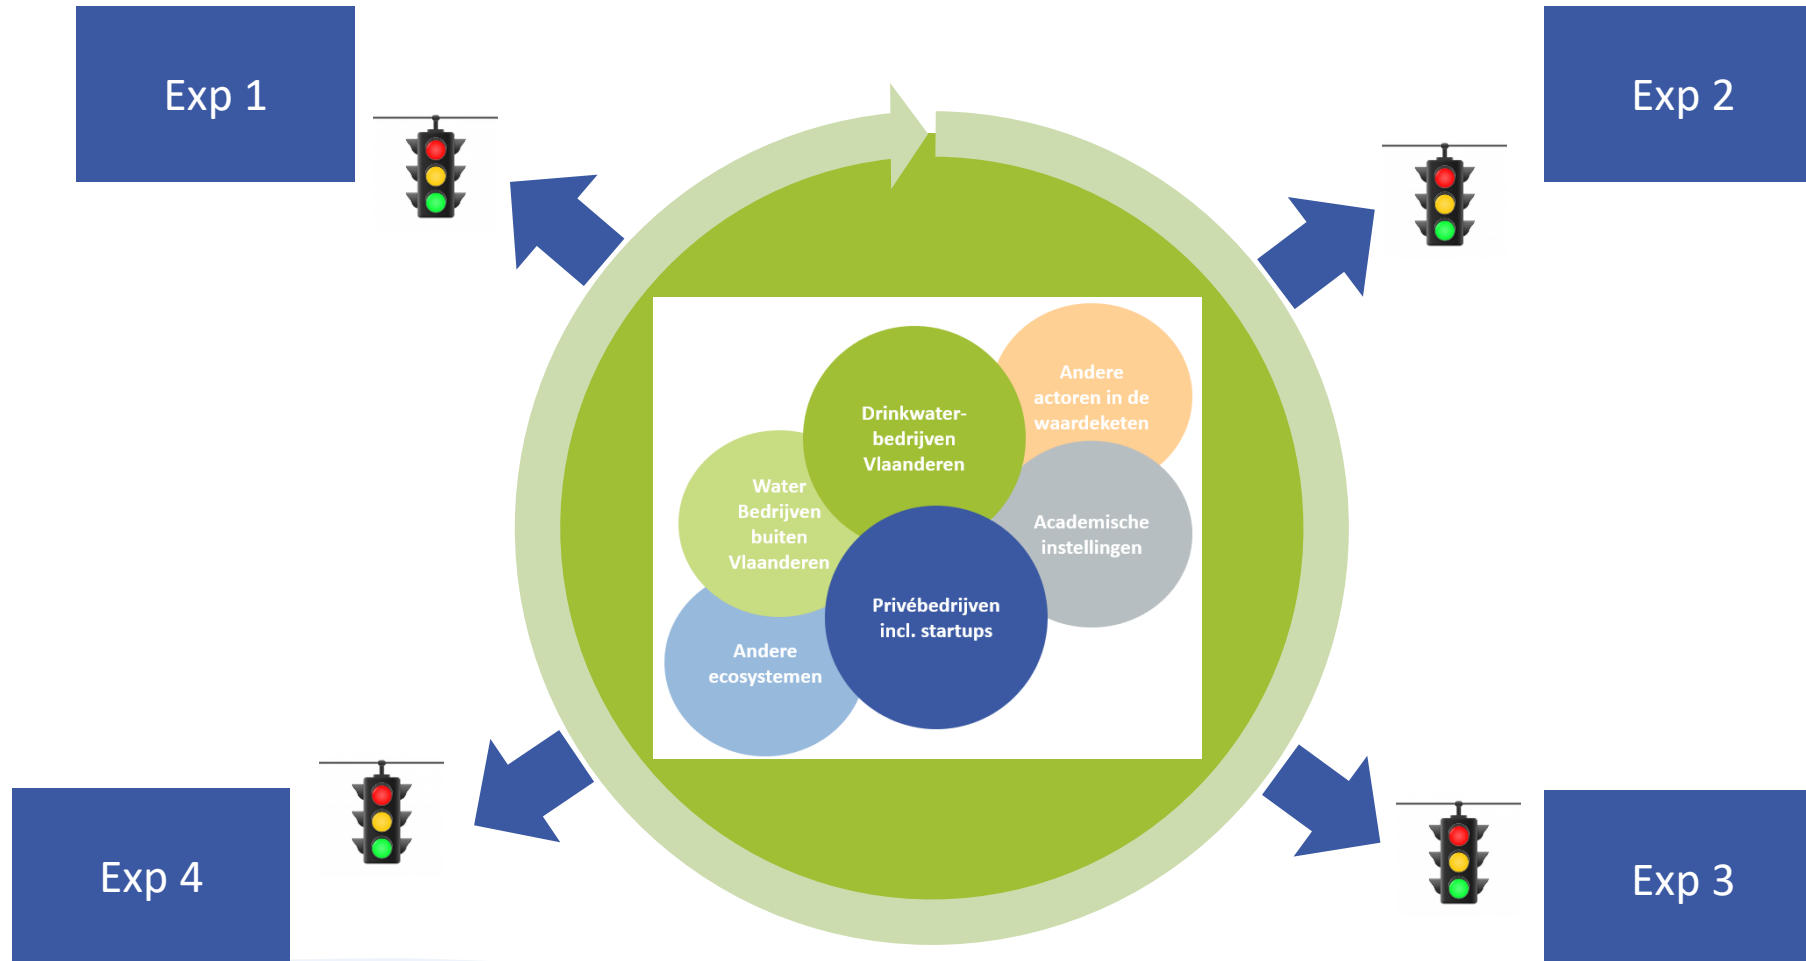 Exp 1
Exp 2
Andere
actoren in de
waardeketen
Drinkwater-
bedrijven
Vlaanderen
Water
Bedrijven
buiten
Vlaanderen
Academische
instellingen
Privébedrijven
incl. startups
Andere
ecosystemen
Exp 4
Exp 3